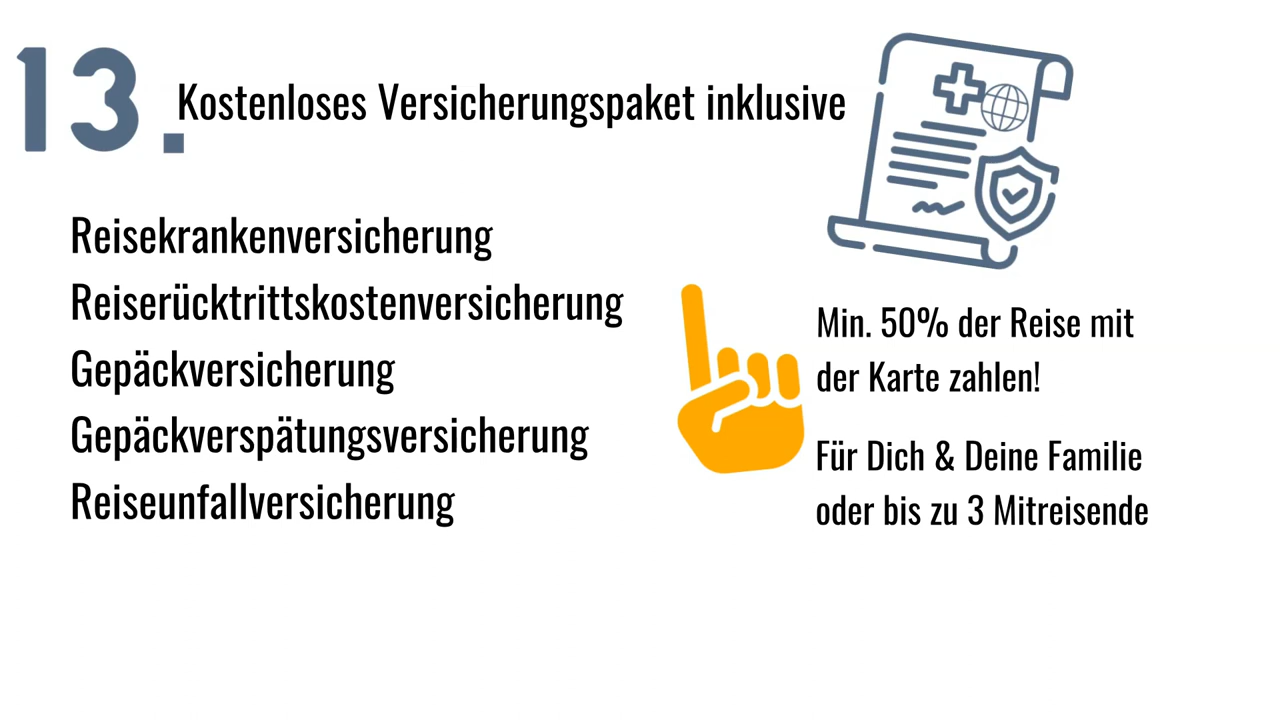 13. Kostenloses Versicherungspaket inklusive
Reisekrankenversicherung
Reiserücktrittskostenversicherung
Gepäckversicherung
Gepäckverspätungsversicherung
Reiseunfallversicherung
Min. 50% der Reise mit
der Karte zahlen!
Für Dich & Deine Familie
oder bis zu 3 Mitreisende